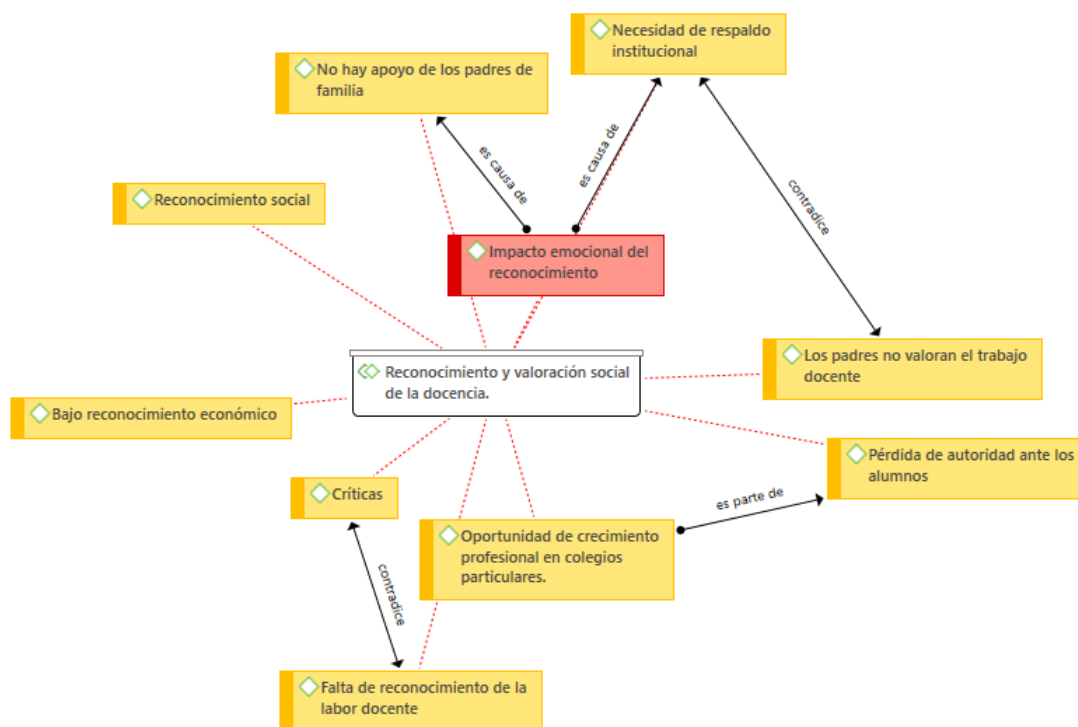 Necesidad de respaldo
institucional
No hay apoyo de los padres de
familia
es causa de
es causa de
contradice
Reconocimiento social
Impacto emocional del
reconocimiento
Los padres no valoran el trabajo
docente
Reconocimiento y valoración social
de la docencia.
Bajo reconocimiento económico
Pérdida de autoridad ante los
alumnos
Críticas
es parte de
Oportunidad de crecimiento
profesional en colegios
particulares.
contradice
Falta de reconocimiento de la
labor docente